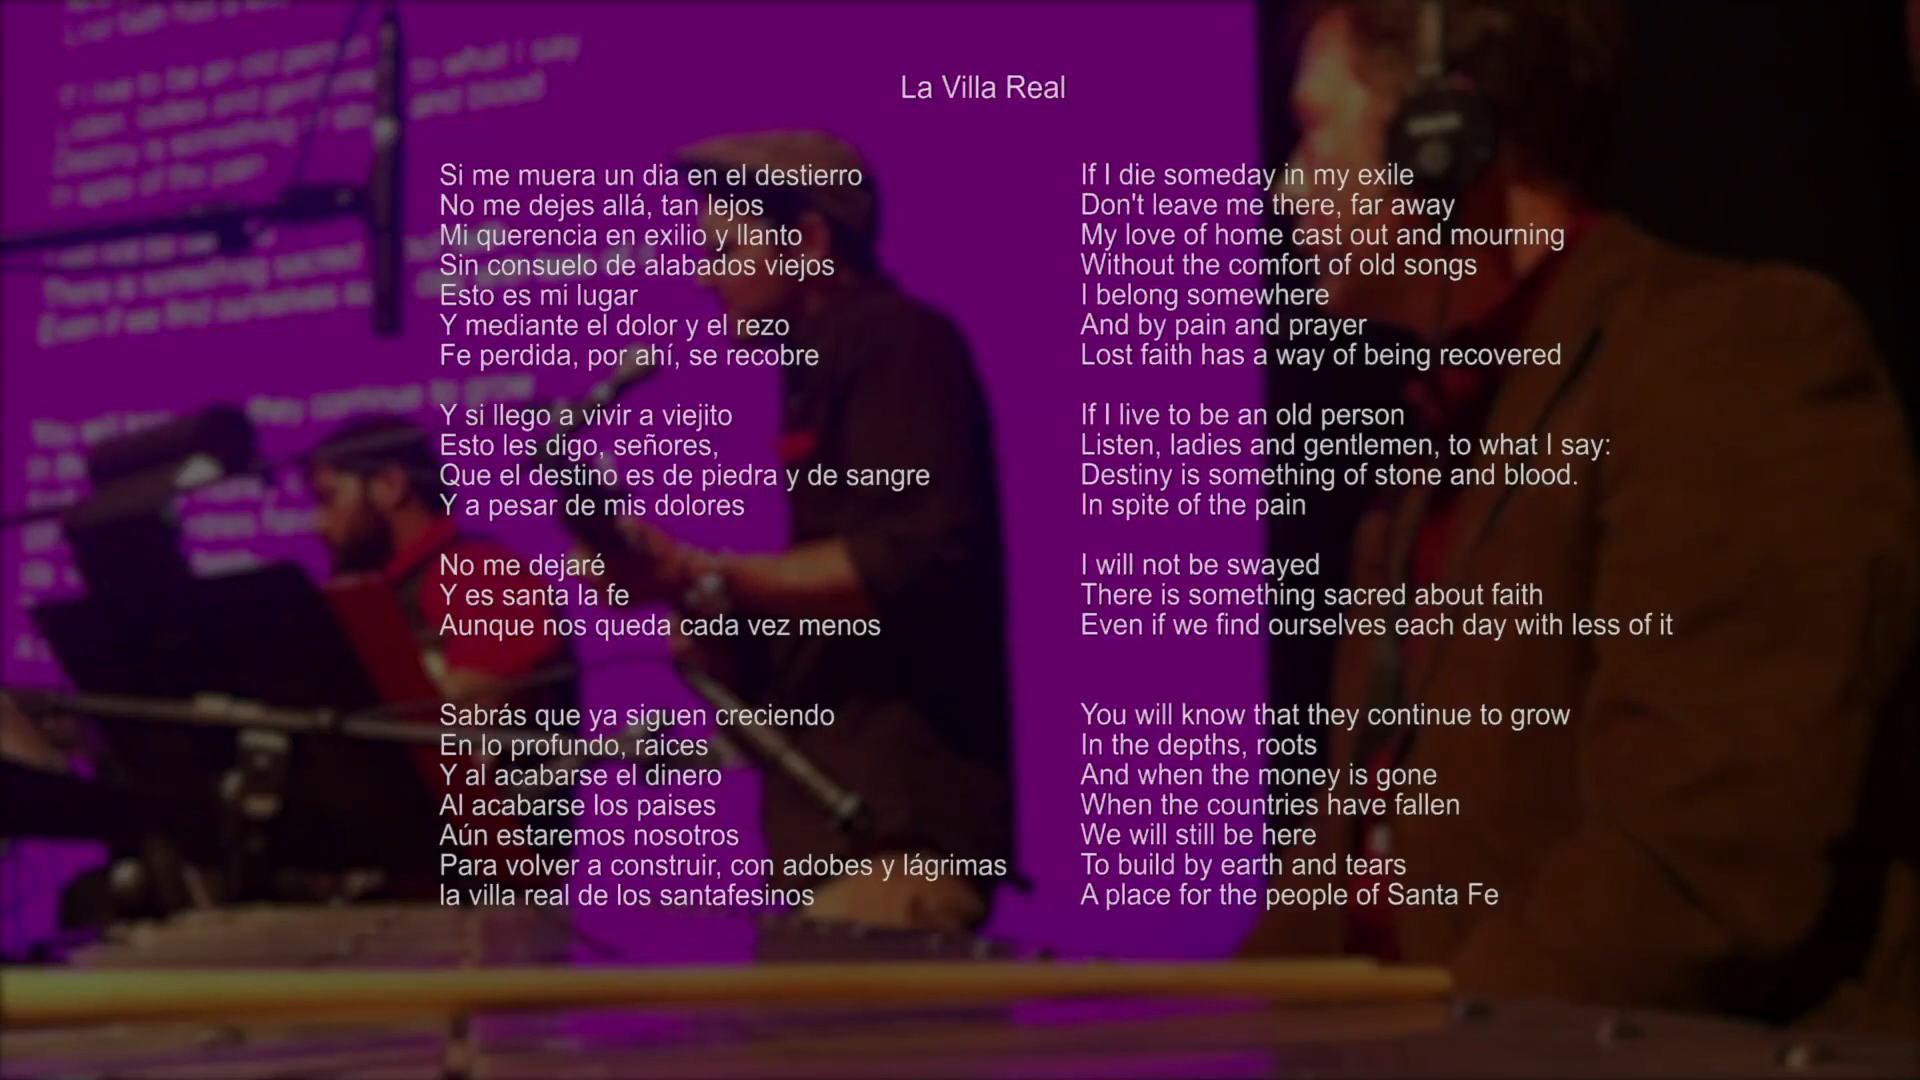 La Villa Real
Si me muera un dia en el destierro
No me dejes allá, tan lejos
Mi querencia en exilio y llanto
Sin consuelo de alabados viejos
Esto es mi lugar
Y mediante el dolor y el rezo
Fe perdida, por ahí, se recobre
Y si llego a vivir a viejito
Esto les digo, señores,
Que el destino es de piedra y de sangre
Y a pesar de mis dolores
No me dejaré
Y es santa la fe
Aunque nos queda cada vez menos
Sabrás que ya siguen creciendo
En lo profundo, raices
Y al acabarse el dinero
Al acabarse los paises
Aún estaremos nosotros
Para volver a construir, con adobes y lágrimas
la villa real de los santafesinos
If I die someday in my exile
Don't leave me there, far away
My love of home cast out and mourning
Without the comfort of old songs
I belong somewhere
And by pain and prayer
Lost faith has a way of being recovered
If I live to be an old person
Listen, ladies and gentlemen, to what I say:
Destiny is something of stone and blood.
In spite of the pain
I will not be swayed
There is something sacred about faith
Even if we find ourselves each day with less of it
You will know that they continue to grow
In the depths, roots
And when the money is gone
When the countries have fallen
We will still be here
To build by earth and tears
A place for the people of Santa Fe